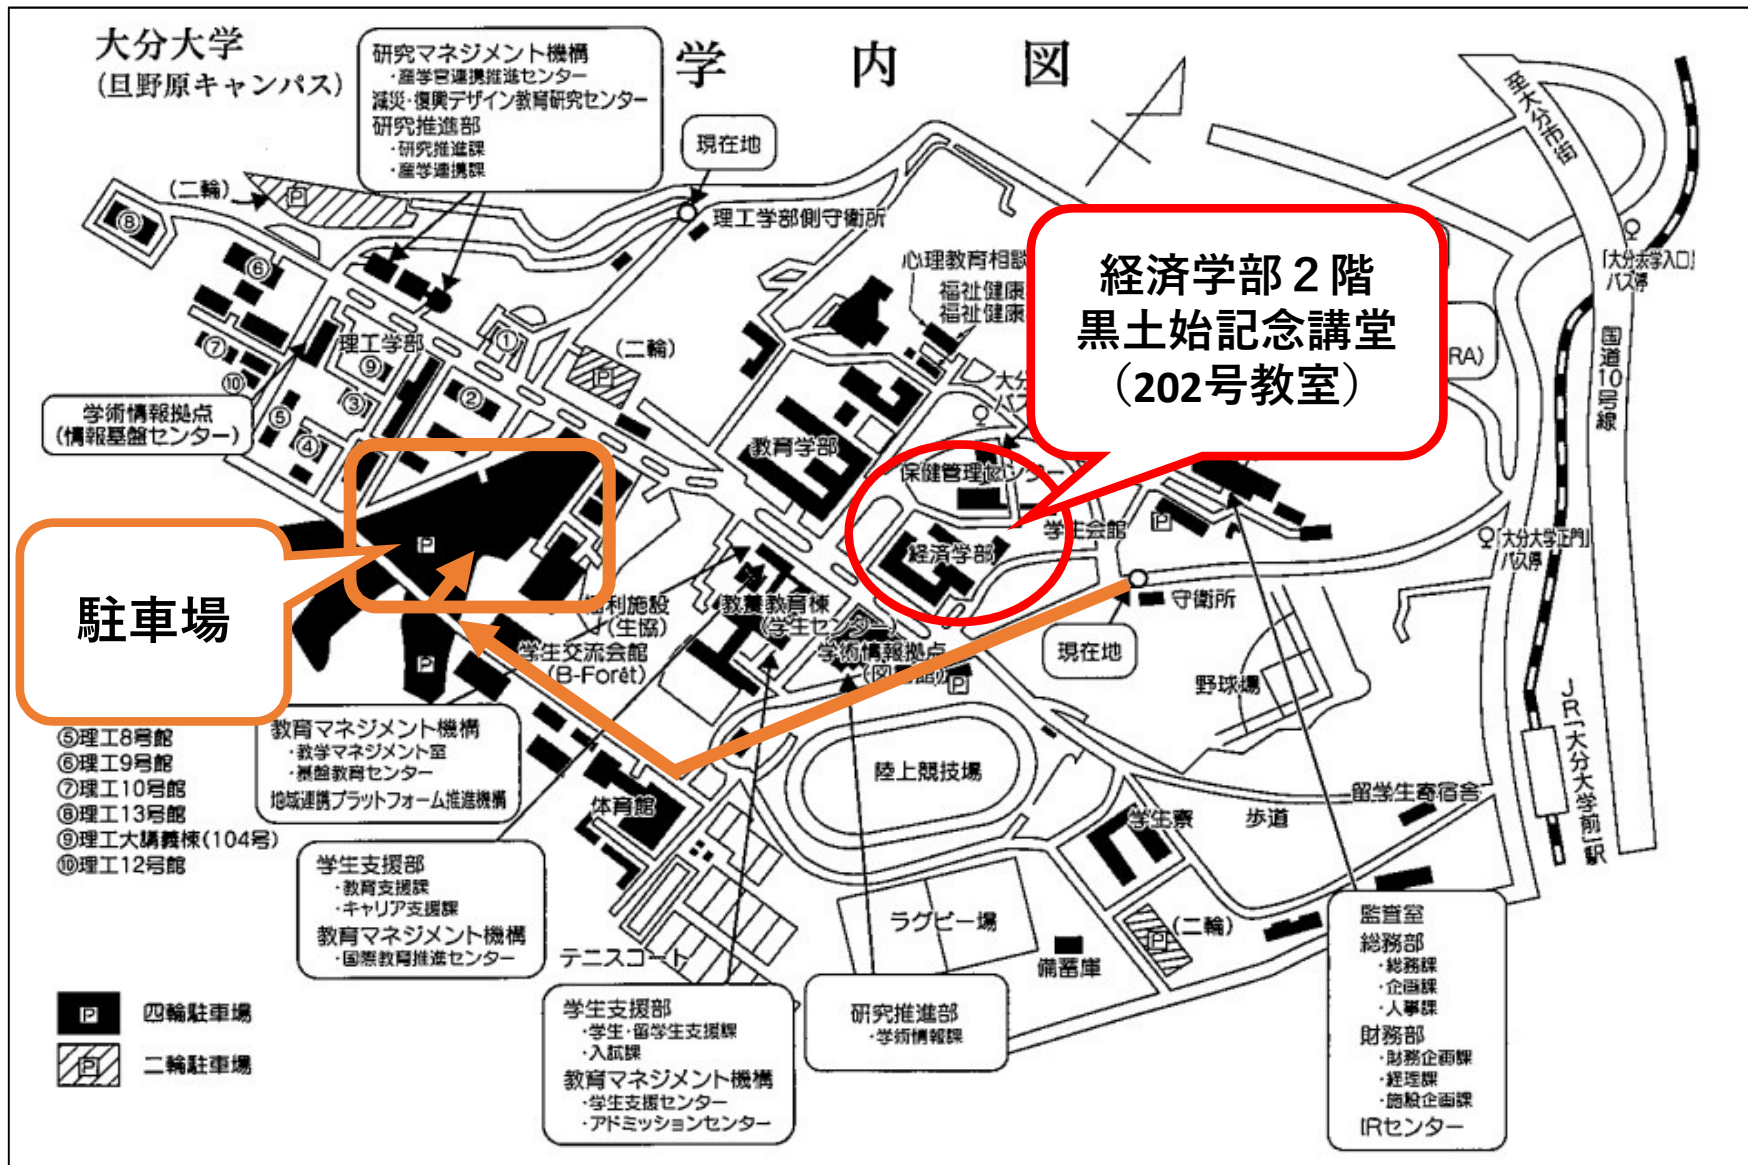 大分大学
(旦野原キャンパス)
学内図
研究マネジメント機構
・産学官連携推進センター
減災・復興デザイン教育研究センター
研究推進部
・研究推進課
・産学連携課
現在地
理工学部側守衛所
(二輪)
P
⑧
⑥
⑦
⑩
理工学部
⑨
①
③
②
⑤
④
(二輪)
P
学術情報拠点
(情報基盤センター)
心理教育相談
福祉健康
福祉健康
経済学部2階
黒土始記念講堂
(202号教室)
RA)
大分
バス
至大分市街
「大分大学入口」
バス停
国道10号線
教育学部
保健管理センター
経済学部
学生会館
P
「大分大学正門」
バス停
守衛所
現在地
駐車場
P
P
福利施設
(生協)
学生交流会館
(B-Forêt)
教養教育棟
(学生センター)
学術情報拠点
(図書館)
P
野球場
JR「大分大学前」駅
⑤理工8号館
⑥理工9号館
⑦理工10号館
⑧理工13号館
⑨理工大講義棟(104号)
⑩理工12号館
教育マネジメント機構
・教学マネジメント室
・基盤教育センター
地域連携プラットフォーム推進機構
体育館
陸上競技場
学生寮
歩道
留学生寄宿舎
学生支援部
・教育支援課
・キャリア支援課
教育マネジメント機構
・国際教育推進センター
テニスコート
ラグビー場
備蓄庫
(二輪)
P
P 四輪駐車場
P 二輪駐車場
学生支援部
・学生・留学生支援課
・入試課
教育マネジメント機構
・学生支援センター
・アドミッションセンター
研究推進部
・学術情報課
監査室
総務部
・総務課
・企画課
・人事課
財務部
・財務企画課
・経理課
・施設企画課
IRセンター